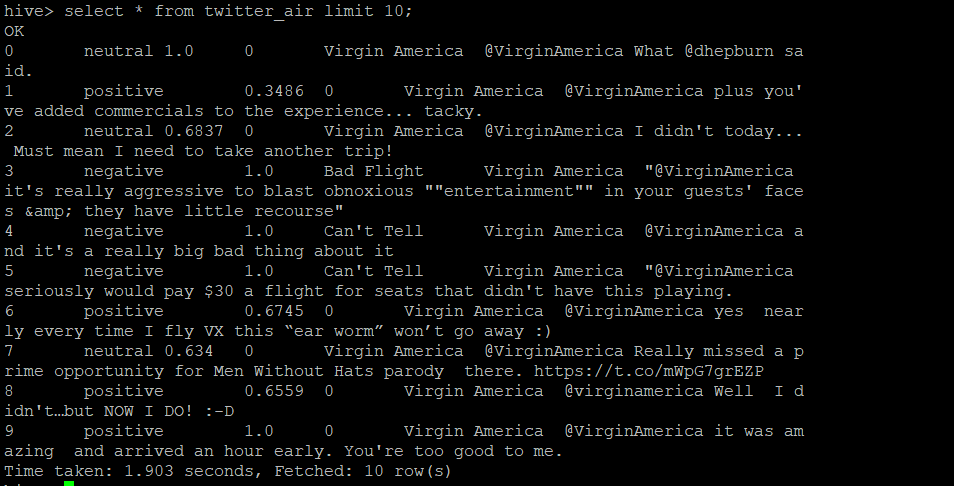 hive> select * from twitter_air limit 10;
OK
0       neutral 1.0     0       Virgin America  @VirginAmerica What @dhepburn sa
id.
1       positive        0.3486  0       Virgin America  @VirginAmerica plus you'
ve added commercials to the experience... tacky.
2       neutral 0.6837  0       Virgin America  @VirginAmerica I didn't today...
 Must mean I need to take another trip!
3       negative        1.0     Bad Flight      Virgin America  "@VirginAmerica
it's really aggressive to blast obnoxious ""entertainment"" in your guests' face
s &amp; they have little recourse"
4       negative        1.0     Can't Tell      Virgin America  @VirginAmerica a
nd it's a really big bad thing about it
5       negative        1.0     Can't Tell      Virgin America  "@VirginAmerica
seriously would pay $30 a flight for seats that didn't have this playing.
6       positive        0.6745  0       Virgin America  @VirginAmerica yes  near
ly every time I fly VX this “ear worm” won’t go away :)
7       neutral 0.634   0       Virgin America  @VirginAmerica Really missed a p
rime opportunity for Men Without Hats parody  there. https://t.co/mWpG7grEZP
8       positive        0.6559  0       Virgin America  @virginamerica Well  I d
idn't…but NOW I DO! :-D
9       positive        1.0     0       Virgin America  @VirginAmerica it was am
azing  and arrived an hour early. You're too good to me.
Time taken: 1.903 seconds, Fetched: 10 row(s)